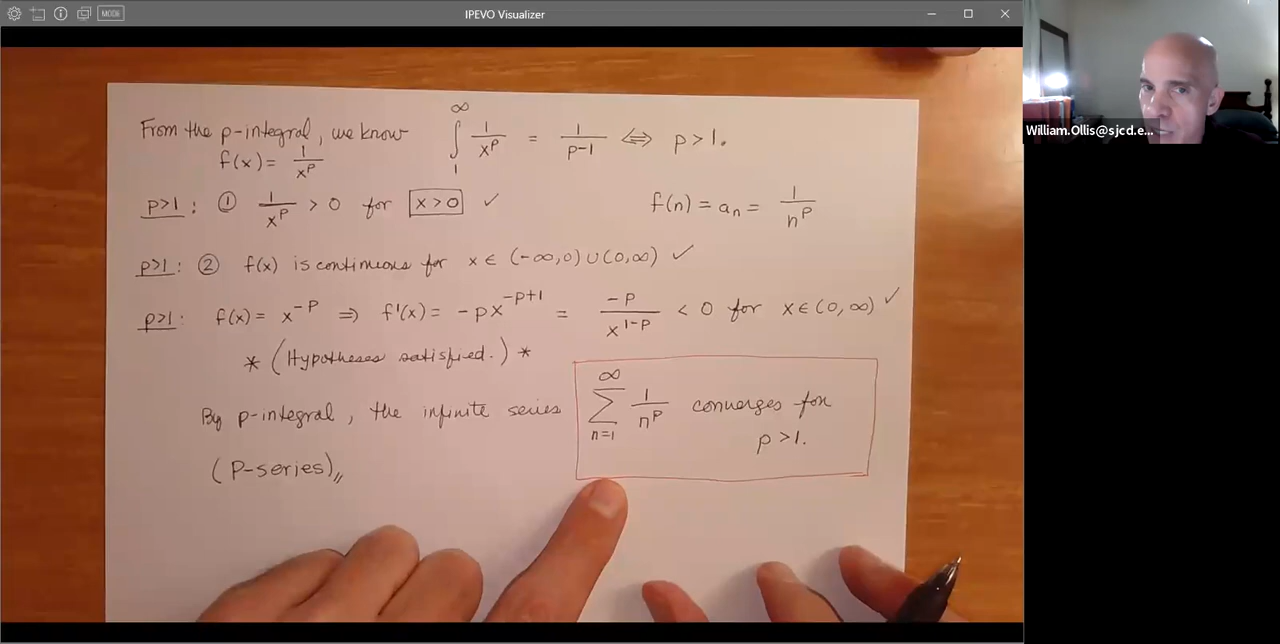 MODE
IPEVO Visualizer
William.Ollis@sjcd.e...
From the p-integral, we know ∫₁^∞ 1/x^p = 1/(p-1) ⟺ p > 1.
f(x) = 1/x^p
p>1: ① 1/x^p > 0 for x > 0 ✓ f(n) = aₙ = 1/n^p
p>1: ② f(x) is continuous for x ∈ (-∞,0) ∪ (0,∞) ✓
p>1: f(x) = x^-p ⇒ f'(x) = -px^-p+1 = -p/x^1-p < 0 for x ∈ (0,∞) ✓
* (Hypotheses satisfied.) *
By p-integral, the infinite series ∑_{n=1}^∞ 1/n^p converges for
p >1.
(P-series),,